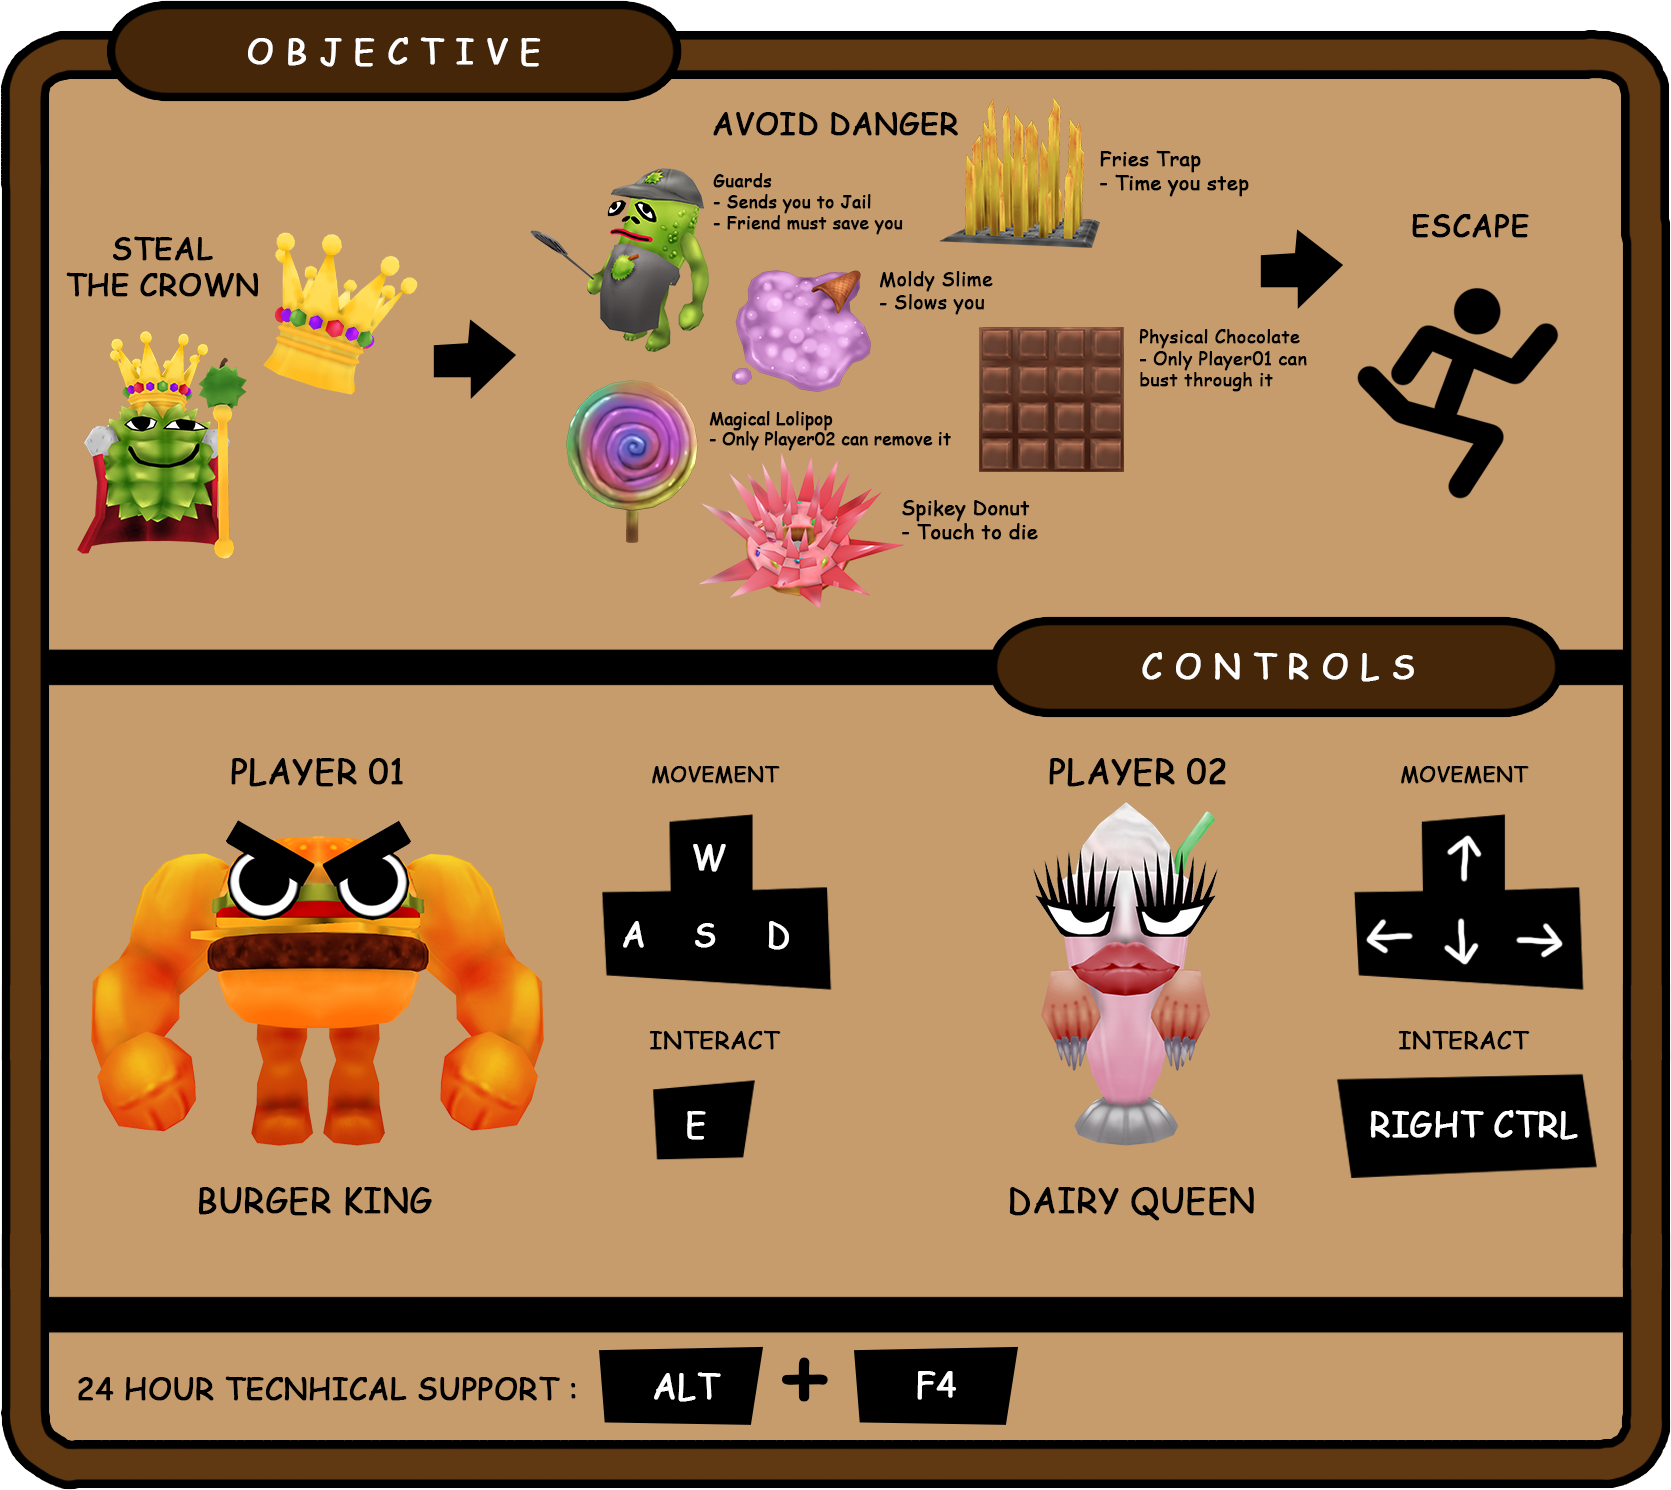 OBJECTIVE
STEAL
THE CROWN
AVOID DANGER
Guards
- Sends you to Jail
- Friend must save you
Fries Trap
- Time you step
Moldy Slime
- Slows you
Physical Chocolate
- Only Player01 can
bust through it
Magical Lolipop
- Only Player02 can remove it
Spikey Donut
- Touch to die
ESCAPE
CONTROLS
PLAYER 01
BURGER KING
MOVEMENT
W
A S D
INTERACT
E
PLAYER 02
DAIRY QUEEN
MOVEMENT
↑
← ↓ →
INTERACT
RIGHT CTRL
24 HOUR TECNHICAL SUPPORT : ALT + F4